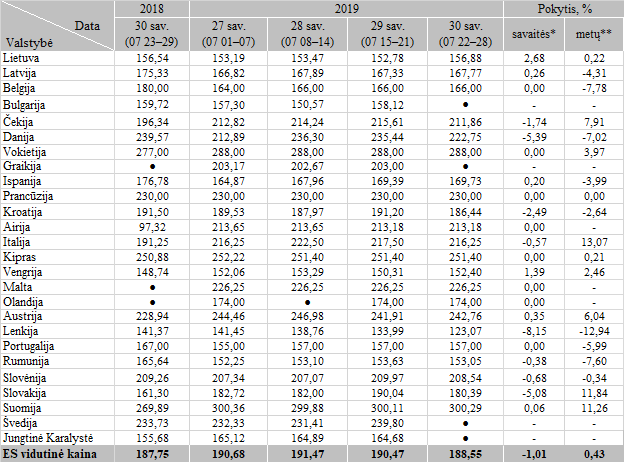 Data 2018 2019 Pokytis, %
Valstybė 30 sav. (07 23–29) 27 sav. (07 01–07) 28 sav. (07 08–14) 29 sav. (07 15–21) 30 sav. (07 22–28) savaitės* metų**
Lietuva 156,54 153,19 153,47 152,78 156,88 2,68 0,22
Latvija 175,33 166,82 167,89 167,33 167,77 0,26 -4,31
Belgija 180,00 164,00 166,00 166,00 166,00 0,00 -7,78
Bulgarija 159,72 157,30 150,57 158,12 ● - -
Čekija 196,34 212,82 214,24 215,61 211,86 -1,74 7,91
Danija 239,57 212,89 236,30 235,44 222,75 -5,39 -7,02
Vokietija 277,00 288,00 288,00 288,00 288,00 0,00 3,97
Graikija ● 203,17 202,67 203,00 ● - -
Ispanija 176,78 164,87 167,96 169,39 169,73 0,20 -3,99
Prancūzija 230,00 230,00 230,00 230,00 230,00 0,00 0,00
Kroatija 191,50 189,53 187,97 191,20 186,44 -2,49 -2,64
Airija 97,32 213,65 213,65 213,18 213,18 0,00 -
Italija 191,25 216,25 222,50 217,50 216,25 -0,57 13,07
Kipras 250,88 252,22 251,40 251,40 251,40 0,00 0,21
Vengrija 148,74 152,06 153,29 150,31 152,40 1,39 2,46
Malta ● 226,25 226,25 226,25 226,25 0,00 -
Olandija ● 174,00 ● 174,00 174,00 0,00 -
Austrija 228,94 244,46 246,98 241,91 242,76 0,35 6,04
Lenkija 141,37 141,45 138,76 133,99 123,07 -8,15 -12,94
Portugalija 167,00 155,00 157,00 157,00 157,00 0,00 -5,99
Rumunija 165,64 152,25 153,10 153,63 153,05 -0,38 -7,60
Slovėnija 209,26 207,34 207,07 209,97 208,54 -0,68 -0,34
Slovakija 161,30 182,72 182,00 190,04 180,39 -5,08 11,84
Suomija 269,89 300,36 299,88 300,11 300,29 0,06 11,26
Švedija 233,73 232,33 231,41 239,80 ● - -
Jungtinė Karalystė 155,68 165,12 164,89 164,68 ● - -
ES vidutinė kaina 187,75 190,68 191,47 190,47 188,55 -1,01 0,43